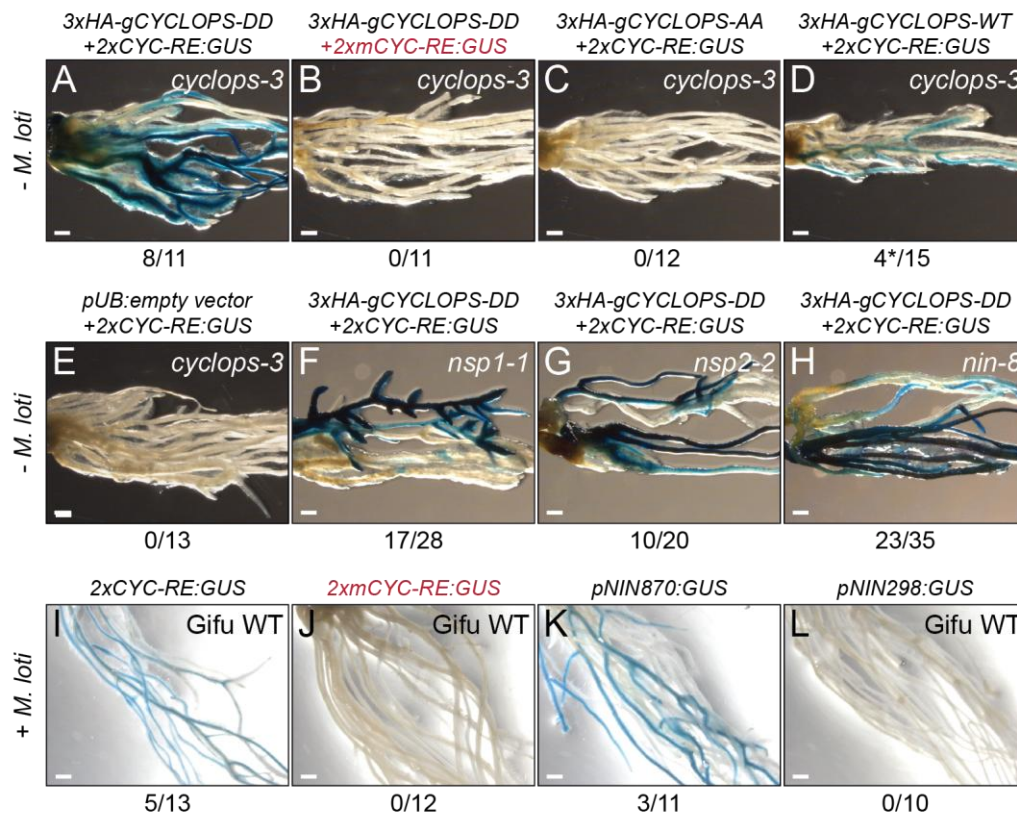 3xHA-gCYCLOPS-DD
+2xCYC-RE:GUS
3xHA-gCYCLOPS-DD
+2xmCYC-RE:GUS
3xHA-gCYCLOPS-AA
+2xCYC-RE:GUS
3xHA-gCYCLOPS-WT
+2xCYC-RE:GUS
- M. loti
A cyclops-3
B cyclops-3
C cyclops-3
D cyclops-3
8/11
0/11
0/12
4*/15
pUB:empty vector
+2xCYC-RE:GUS
3xHA-gCYCLOPS-DD
+2xCYC-RE:GUS
3xHA-gCYCLOPS-DD
+2xCYC-RE:GUS
3xHA-gCYCLOPS-DD
+2xCYC-RE:GUS
- M. loti
E cyclops-3
F nsp1-1
G nsp2-2
H nin-8
0/13
17/28
10/20
23/35
2xCYC-RE:GUS
2xmCYC-RE:GUS
pNIN870:GUS
pNIN298:GUS
+ M. loti
I Gifu WT
J Gifu WT
K Gifu WT
L Gifu WT
5/13
0/12
3/11
0/10